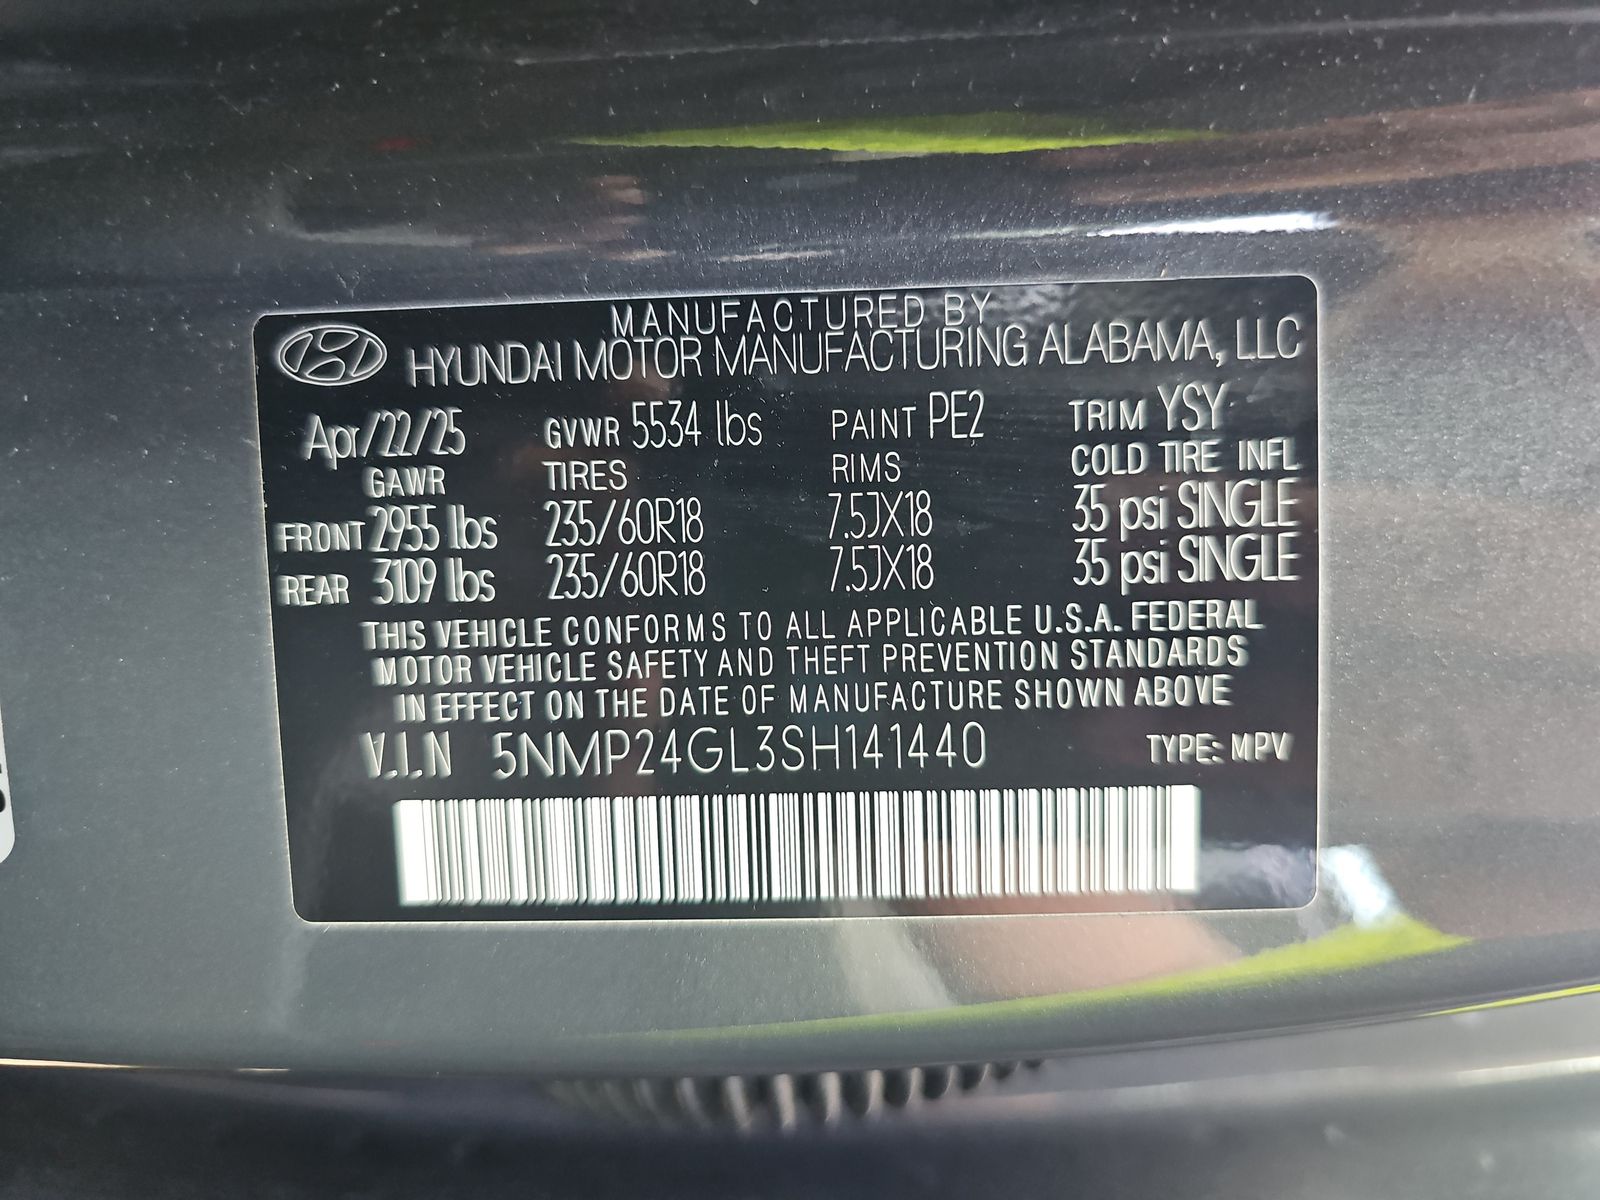 MANUFACTURED BY
HYUNDAI MOTOR MANUFACTURING ALABAMA, LLC
Apr/22/25 GVWR 5534 lbs PAINT PE2 TRIM YSY
GAWR TIRES RIMS COLD TIRE INFL
FRONT 2955 lbs 235/60R18 7.5JX18 35 psi SINGLE
REAR 3109 lbs 235/60R18 7.5JX18 35 psi SINGLE
THIS VEHICLE CONFORMS TO ALL APPLICABLE U.S.A. FEDERAL
MOTOR VEHICLE SAFETY AND THEFT PREVENTION STANDARDS
IN EFFECT ON THE DATE OF MANUFACTURE SHOWN ABOVE
V.I.N 5NMP24GL3SH141440 TYPE: MPV